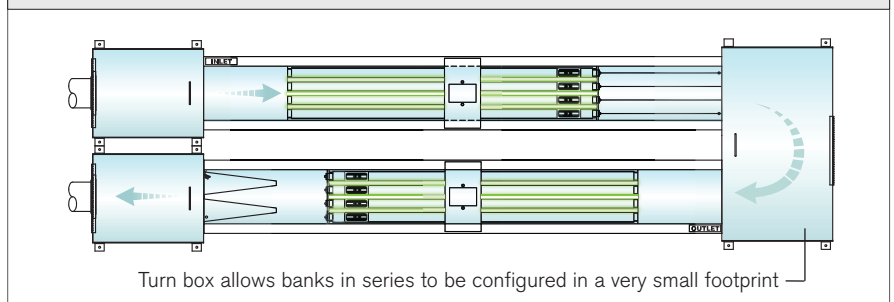 INLET
OUTLET
Turn box allows banks in series to be configured in a very small footprint